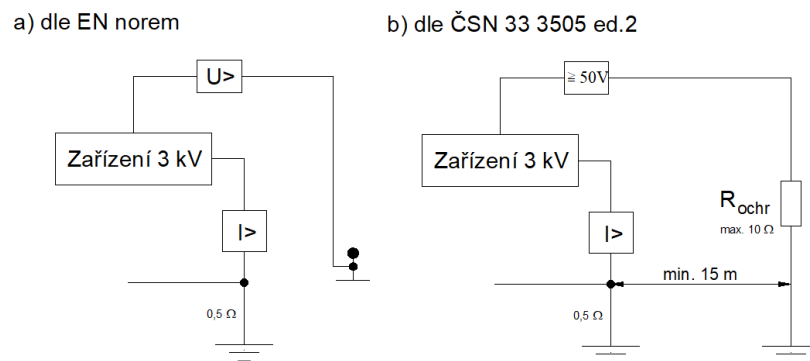 a) dle EN norem
U>
Zařízení 3 kV
I>
0,5 Ω
b) dle ČSN 33 3505 ed.2
≧ 50V
Zařízení 3 kV
R ochr
max. 10 Ω
I>
min. 15 m
0,5 Ω